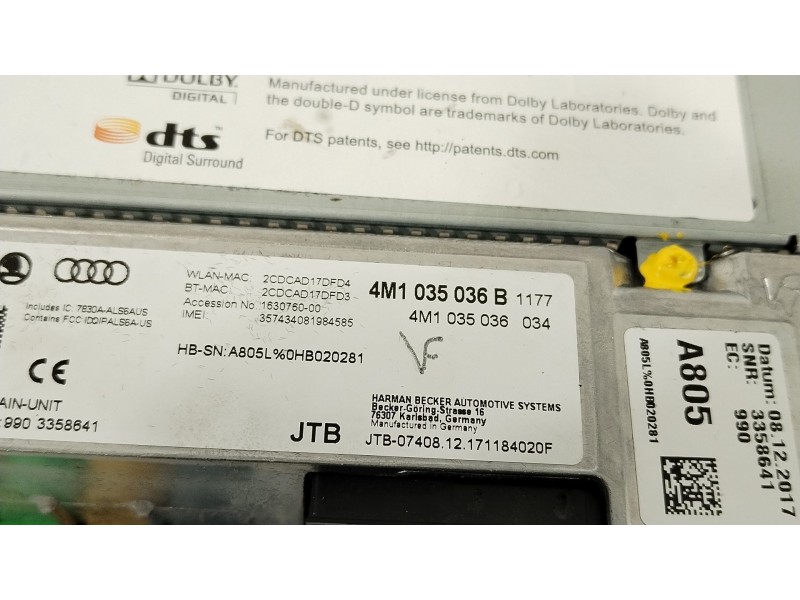 DOLBY
DIGITAL
Manufactured under license from Dolby Laboratories. Dolby and
the double-D symbol are trademarks of Dolby Laboratories.
dts
Digital Surround
For DTS patents, see http://patents.dts.com
WLAN-MAC 2CDCAD17DFD4
BT-MAC 2CDCAD17DFD3
Accession No 1630760-00
IMEI 357434081984585
4M1 035 036 B 1177
4M1 035 036 034
Includes IC 7830A-ALS6AUS
Contains FCC ID:QIPALS6A-US
VF
HB-SN:A805L%0HB020281
CE
AIN-UNIT
990 3358641
HARMAN BECKER AUTOMOTIVE SYSTEMS
Becker-Göring-Strasse 16
76307 Karlsbad, Germany
Manufactured in Germany
JTB
JTB-07408.12.171184020F
Datum: 08.12.2017
SNR: 3358641
EC: 990
A805
A805L%0HB020281